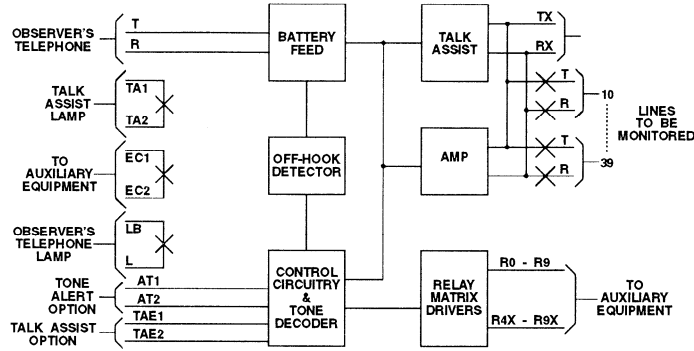 OBSERVER'S
TELEPHONE
T
R
BATTERY
FEED
TALK
ASSIST
TX
RX
TALK
ASSIST
LAMP
TA1
TA2
T
R
10
LINES
TO BE
MONITORED
TO
AUXILIARY
EQUIPMENT
EC1
EC2
OFF-HOOK
DETECTOR
AMP
T
R
39
OBSERVER'S
TELEPHONE
LAMP
LB
L
TONE
ALERT
OPTION
AT1
AT2
TALK ASSIST
OPTION
TAE1
TAE2
CONTROL
CIRCUITRY
&
TONE
DECODER
RELAY
MATRIX
DRIVERS
R0 - R9
R4X - R9X
TO
AUXILIARY
EQUIPMENT